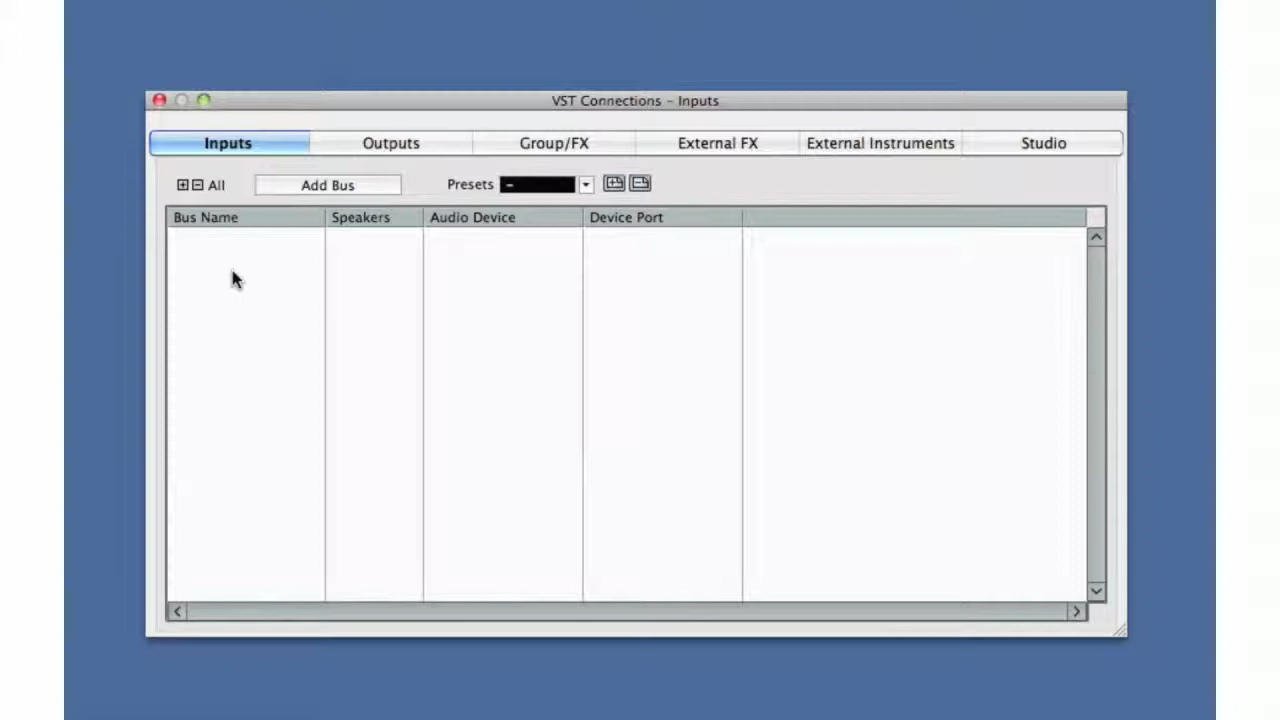 VST Connections - Inputs
Inputs Outputs Group/FX External FX External Instruments Studio
All Add Bus Presets -
Bus Name Speakers Audio Device Device Port